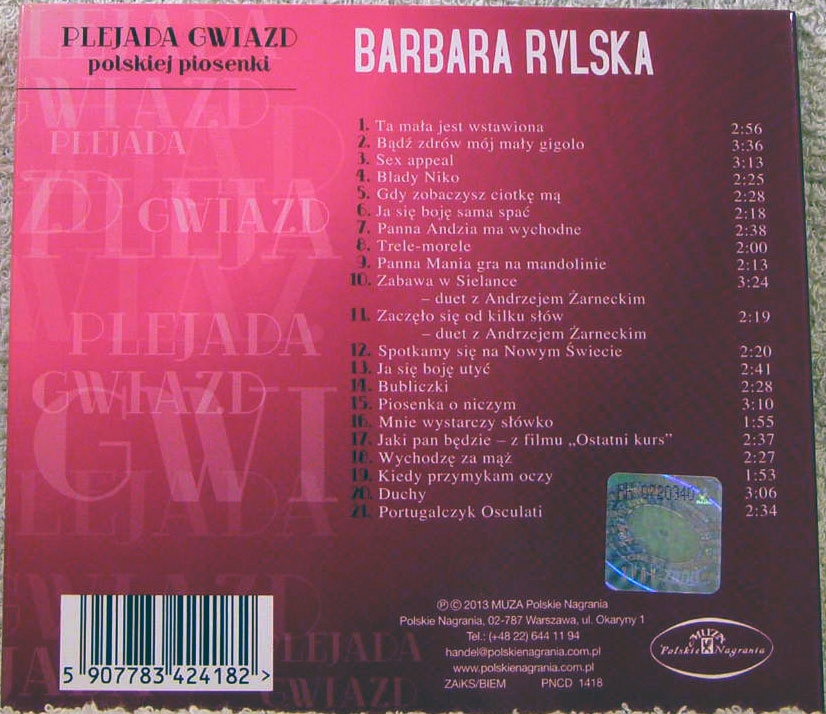 PLEJADA GWIAZD
polskiej piosenki
BARBARA RYLSKA
1. Ta mała jest wstawiona 2:56
2. Bądź zdrów mój mały gigolo 3:36
3. Sex appeal 3:13
4. Blady Niko 2:25
5. Gdy zobaczysz ciotkę mą 2:28
6. Ja się boję sama spać 2:18
7. Panna Andzia ma wychodne 2:38
8. Trele-morele 2:00
9. Panna Mania gra na mandolinie 2:13
10. Zabawa w Sielance 3:24
– duet z Andrzejem Żarneckim
11. Zaczęło się od kilku słów 2:19
– duet z Andrzejem Żarneckim
12. Spotkamy się na Nowym Świecie 2:20
13. Ja się boję utyć 2:41
14. Bubliczki 2:28
15. Piosenka o niczym 3:10
16. Mnie wystarczy słówko 1:55
17. Jaki pan będzie – z filmu „Ostatni kurs” 2:37
18. Wychodzę za mąż 2:27
19. Kiedy przymykam oczy 1:53
20. Duchy 3:06
21. Portugalczyk Osculati 2:34
PLEJADA
GWIAZD
PLEJADA
GWIAZD
5 907783 424182 >
℗ © 2013 MUZA Polskie Nagrania
Polskie Nagrania, 02-787 Warszawa, ul. Okaryny 1
Tel.: (+48 22) 644 11 94
handel@polskienagrania.com.pl
www.polskienagrania.com.pl
ZAiKS/BIEM PNCD 1418
MUZA
Polskie Nagrania